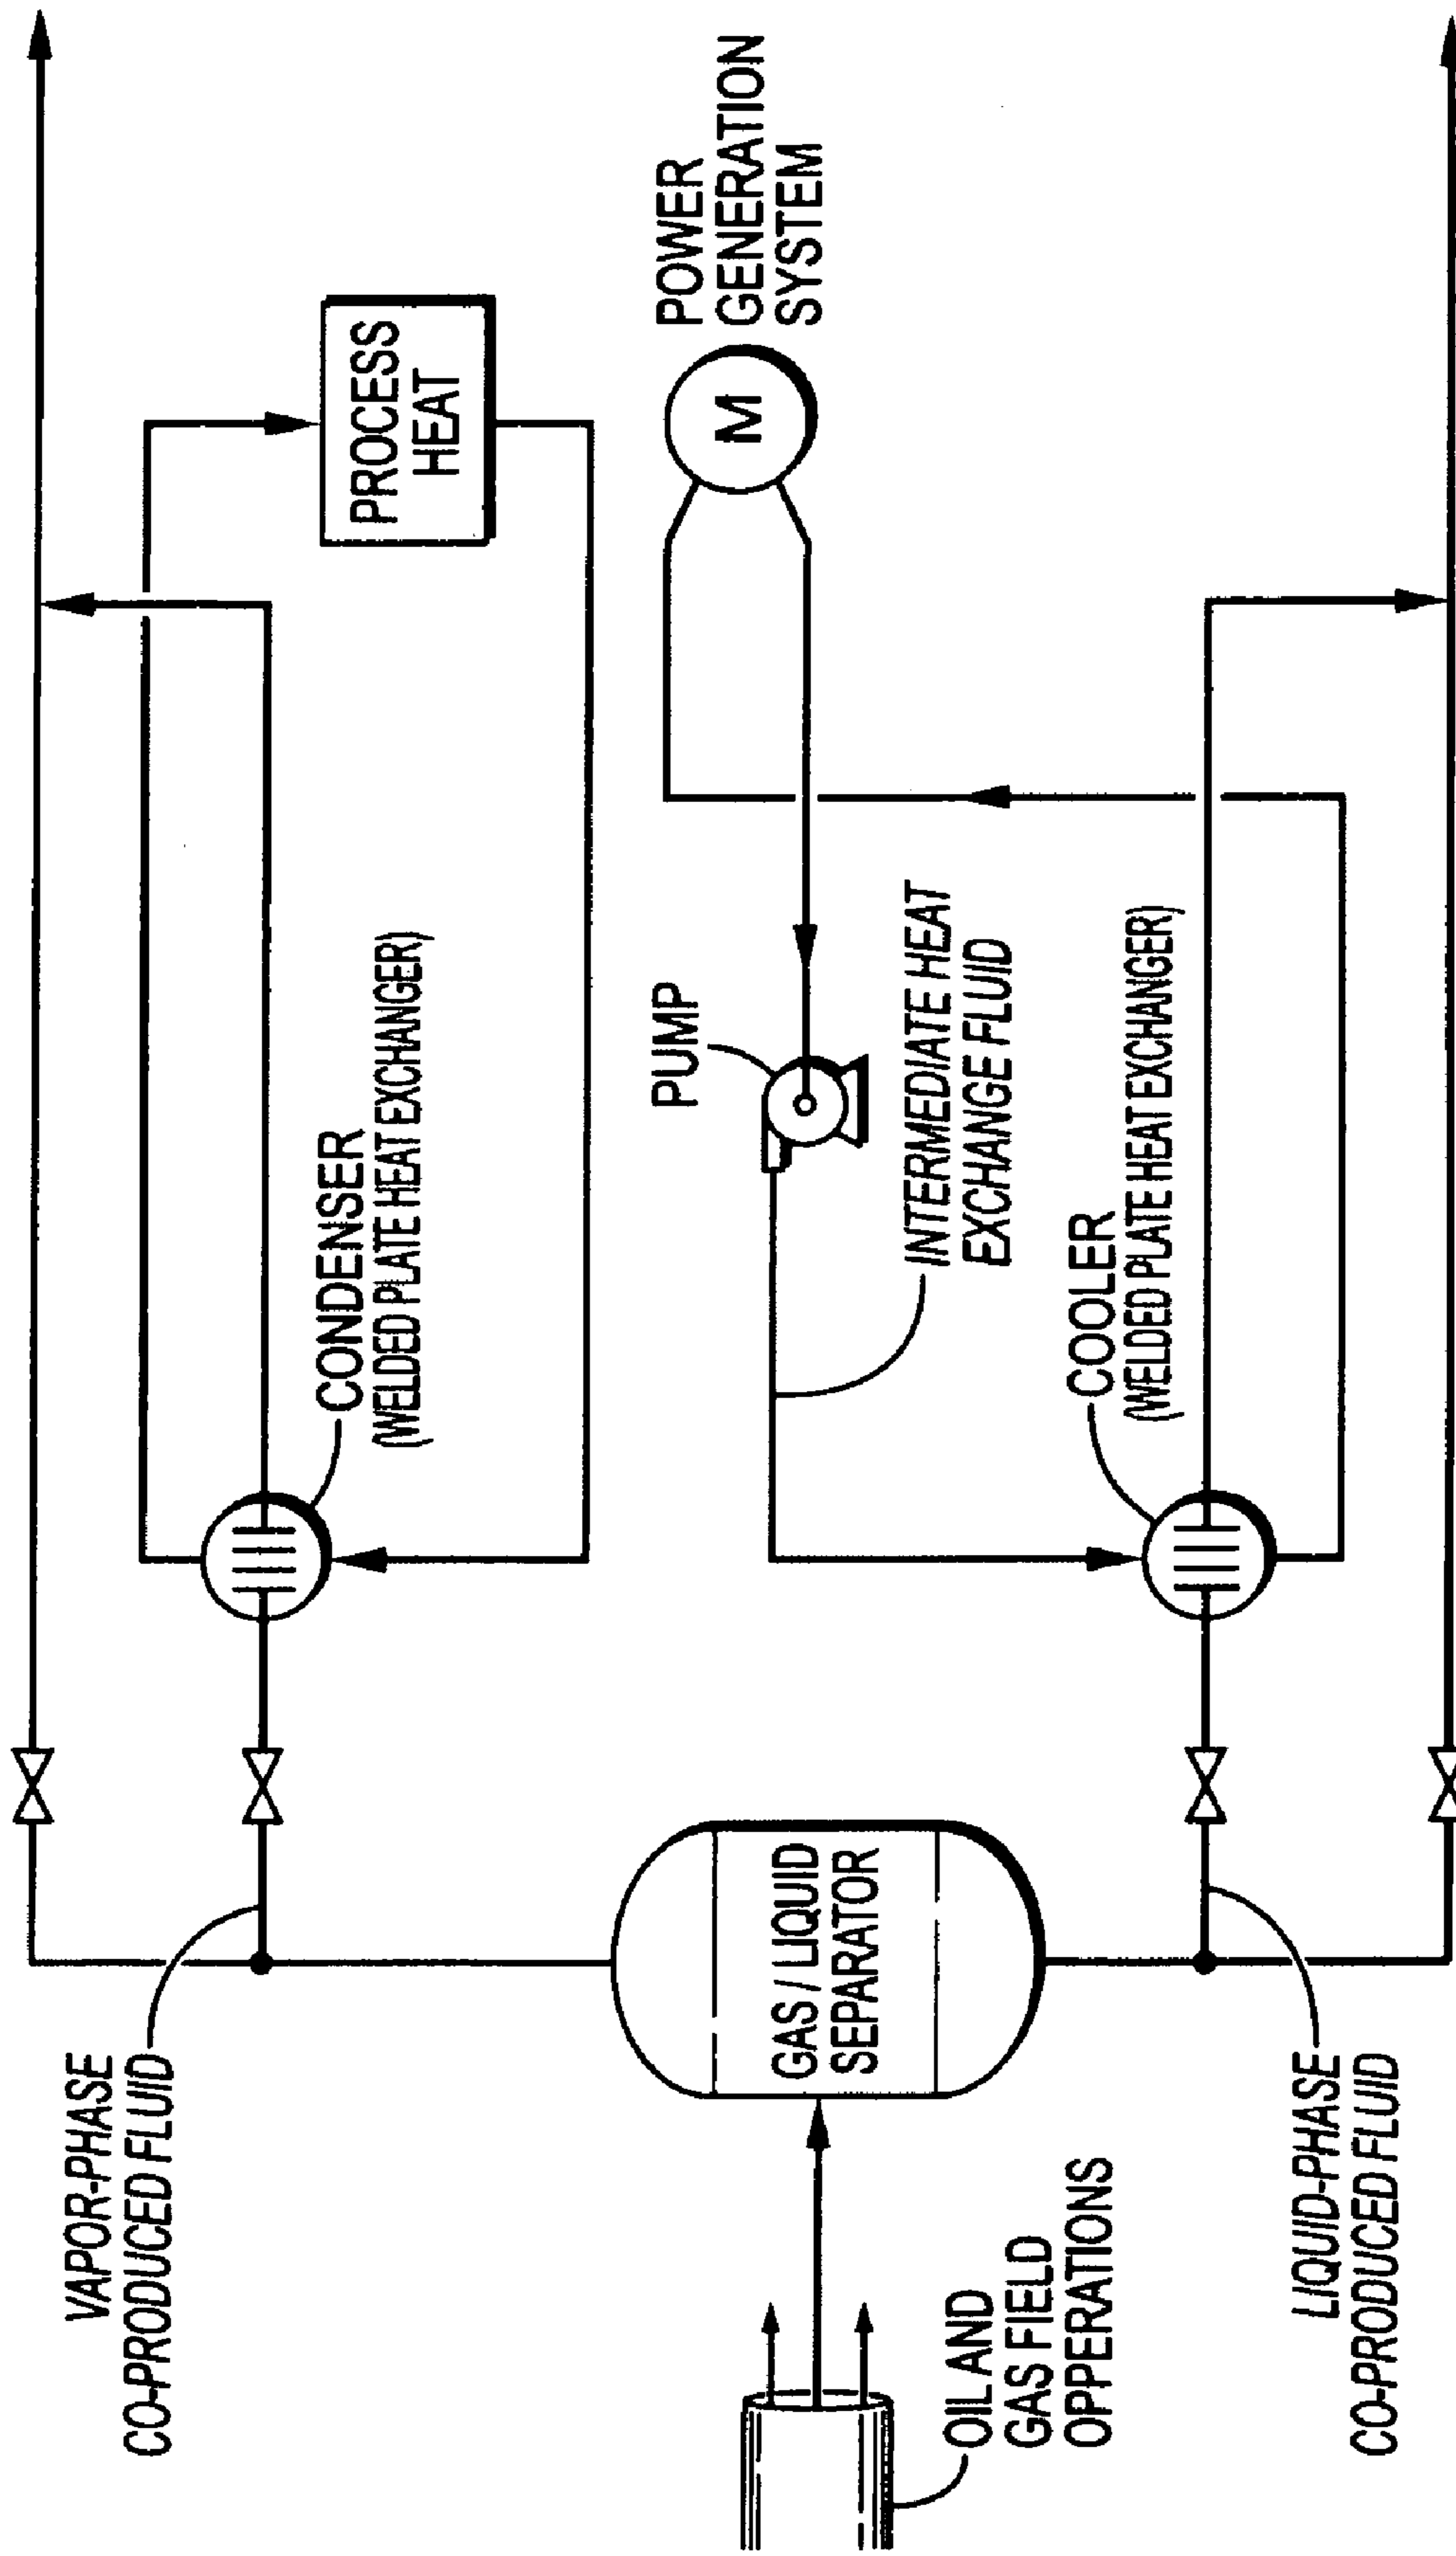 VAPOR-PHASE
CO-PRODUCED FLUID
CONDENSER
(WELDED PLATE HEAT EXCHANGER)
PROCESS
HEAT
GAS / LIQUID
SEPARATOR
PUMP
M
POWER
GENERATION
SYSTEM
OIL AND
GAS FIELD
OPPERATIONS
INTERMEDIATE HEAT
EXCHANGE FLUID
COOLER
(WELDED PLATE HEAT EXCHANGER)
LIQUID-PHASE
CO-PRODUCED FLUID